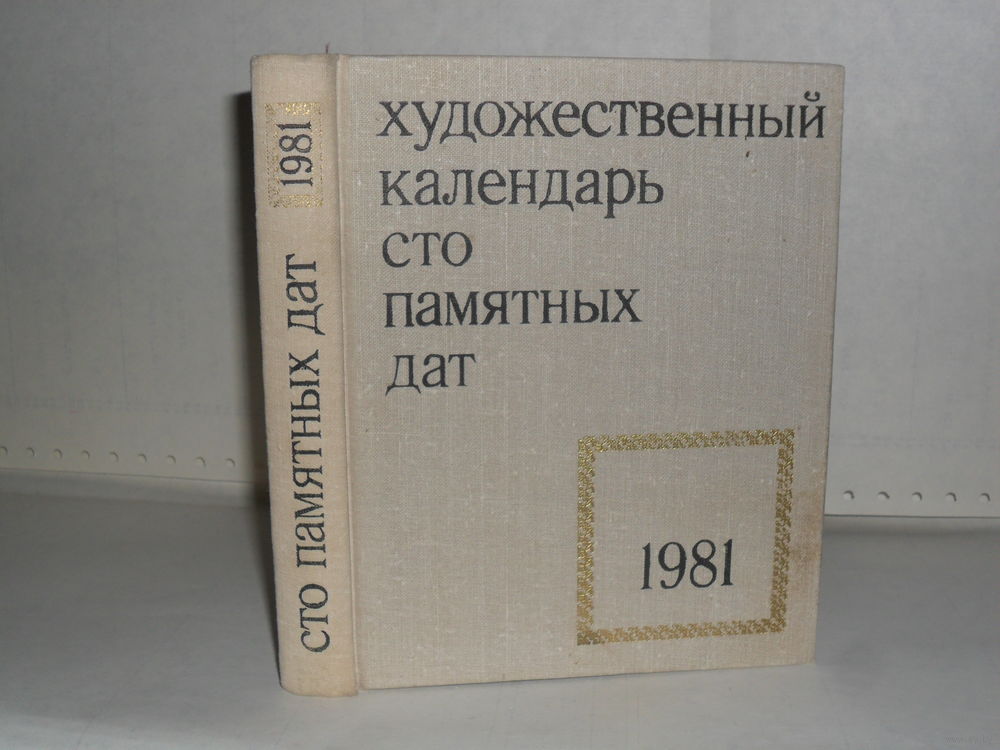 художественный
календарь
сто
памятных
дат
1981
сто памятных дат 1981